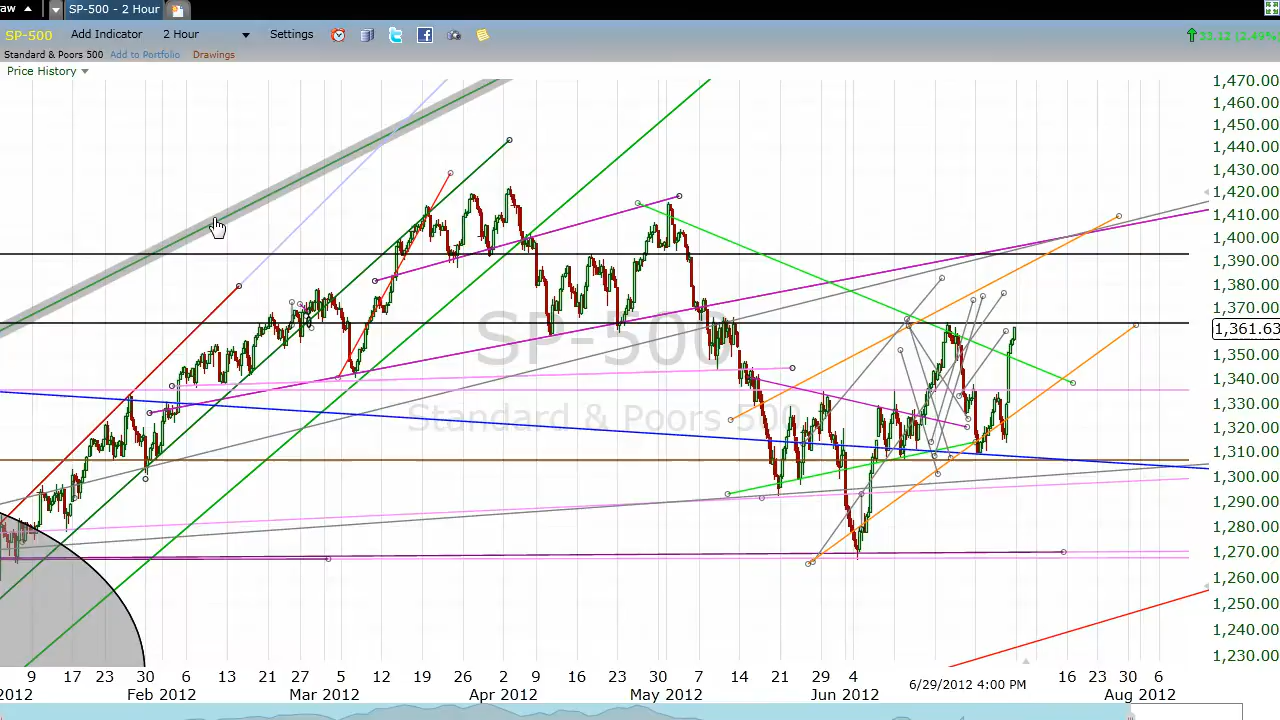 aw
SP-500 - 2 Hour
SP-500 Add Indicator 2 Hour Settings 33.12 (2.49%
Standard & Poors 500 Add to Portfolio Drawings
Price History
1,470.00
1,460.00
1,450.00
1,440.00
1,430.00
1,420.00
1,410.00
1,400.00
1,390.00
1,380.00
1,370.00
1,361.63
1,350.00
1,340.00
1,330.00
1,320.00
1,310.00
1,300.00
1,290.00
1,280.00
1,270.00
1,260.00
1,250.00
1,240.00
1,230.00
SP-500
Standard & Poors 500
9 17 23 30 6 13 21 27 5 12 19 26 2 9 16 23 30 7 14 21 29 4 16 23 30 6
2012 Feb 2012 Mar 2012 Apr 2012 May 2012 Jun 2012 6/29/2012 4:00 PM Aug 2012